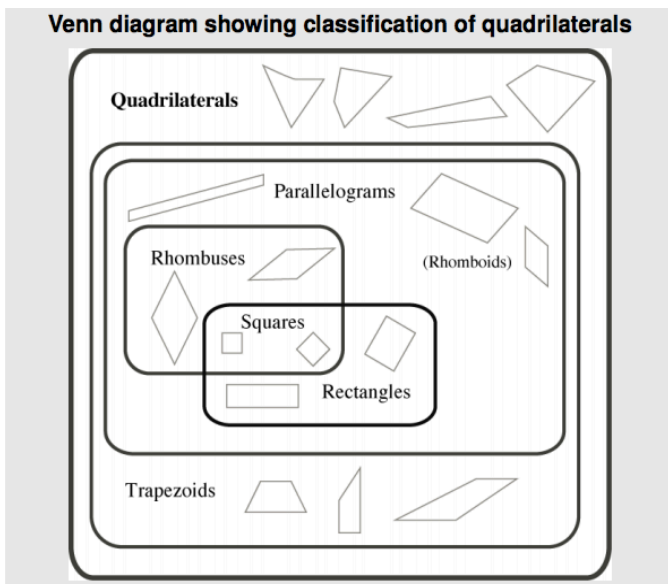 Venn diagram showing classification of quadrilaterals
Quadrilaterals
Parallelograms
Rhombuses
(Rhomboids)
Squares
Rectangles
Trapezoids